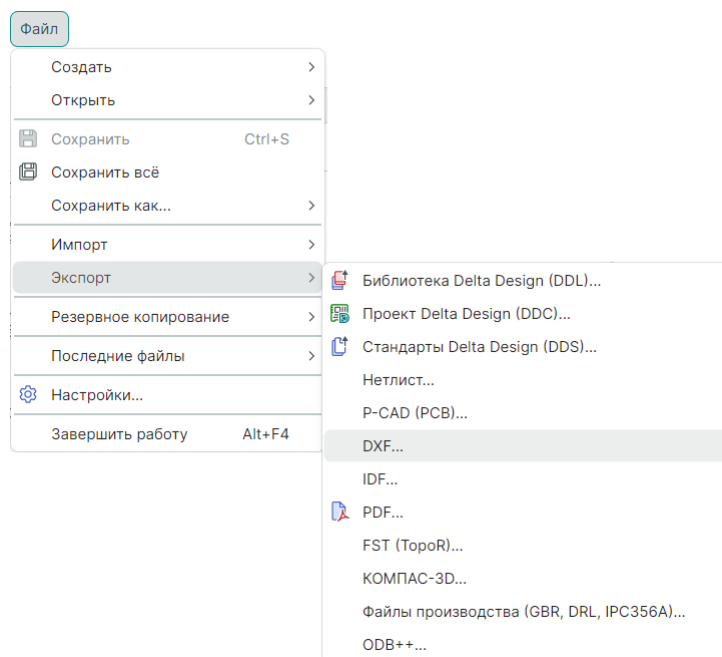 Файл
Создать
Открыть
Сохранить Ctrl+S
Сохранить всё
Сохранить как...
Импорт
Экспорт
Резервное копирование
Последние файлы
Настройки...
Завершить работу Alt+F4
Библиотека Delta Design (DDL)...
Проект Delta Design (DDC)...
Стандарты Delta Design (DDS)...
Нетлист...
P-CAD (PCB)...
DXF...
IDF...
PDF...
FST (TopoR)...
КОМПАС-3D...
Файлы производства (GBR, DRL, IPC356A)...
ODB++...